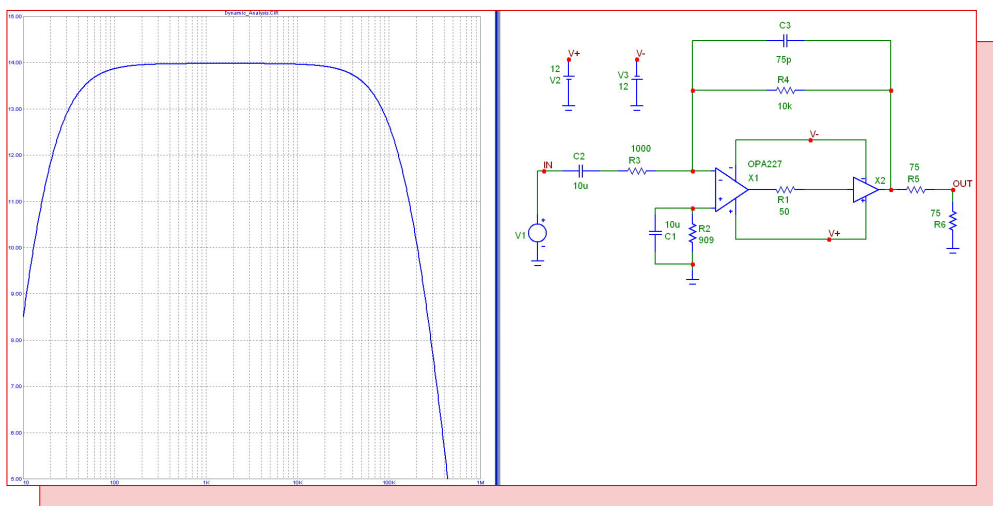 Dynamic_Analysis.CIR
15.00
14.00
13.00
12.00
11.00
10.00
9.00
8.00
7.00
6.00
5.00
10
100
1K
10K
100K
1M
C3
75p
R4
10k
V+
12
V2
V-
V3
12
IN
C2
10u
1000
R3
OPA227
X1
V-
X2
R1
50
75
R5
OUT
75
R6
V1
10u
C1
R2
909
V+